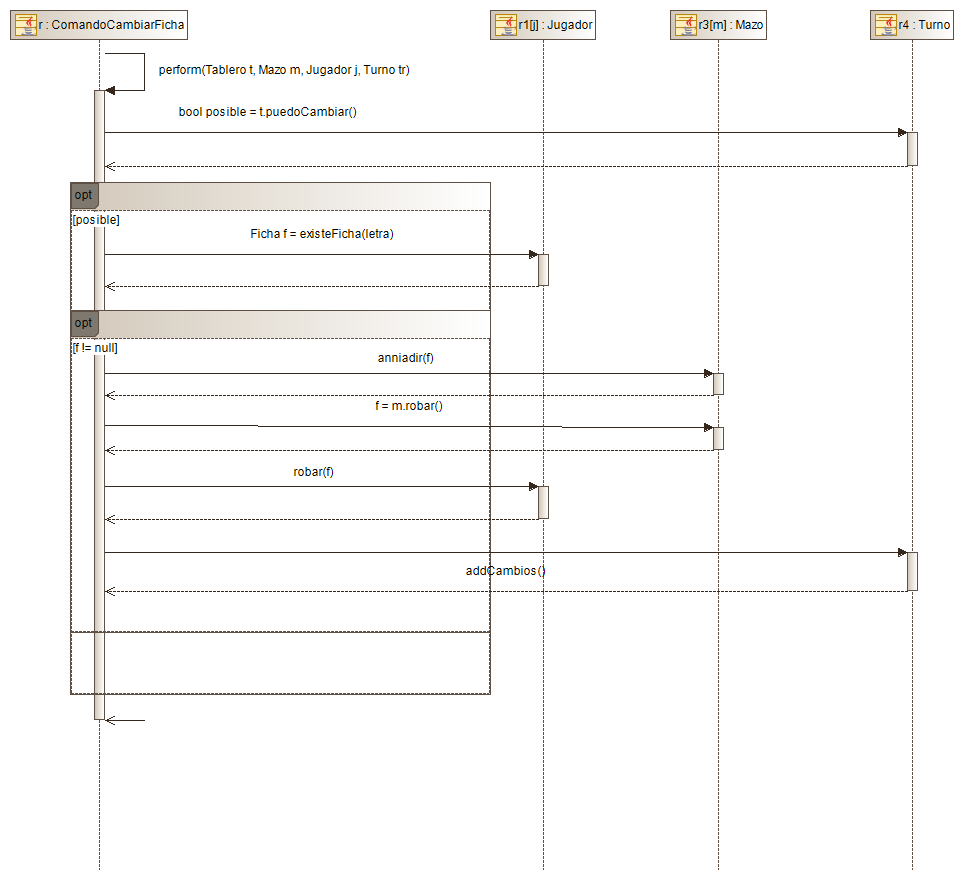 r : ComandoCambiarFicha
r1[j] : Jugador
r3[m] : Mazo
r4 : Turno
perform(Tablero t, Mazo m, Jugador j, Turno tr)
bool posible = t.puedoCambiar()
opt
[posible]
Ficha f = existeFicha(letra)
opt
[f != null]
anniadir(f)
f = m.robar()
robar(f)
addCambios()